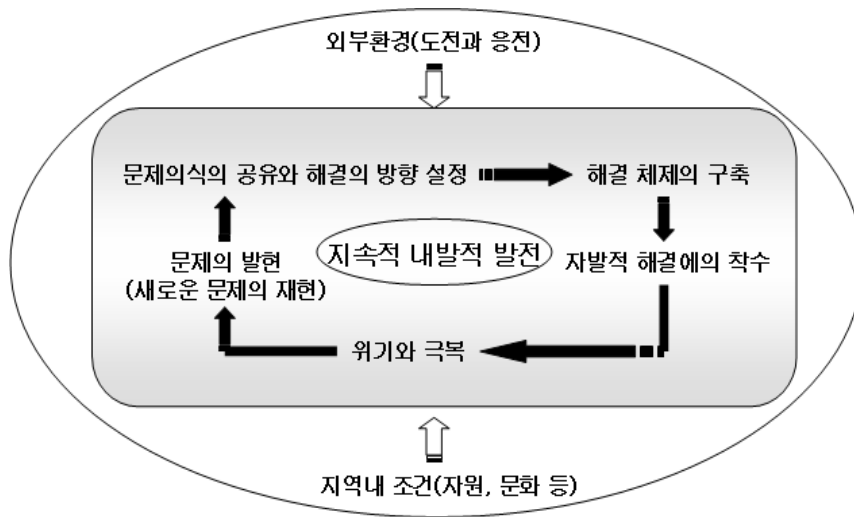 외부환경(도전과 응전)
문제의식의 공유와 해결의 방향 설정
해결 체제의 구축
문제의 발현
(새로운 문제의 재현)
지속적 내발적 발전
자발적 해결에의 착수
위기와 극복
지역내 조건(자원, 문화 등)